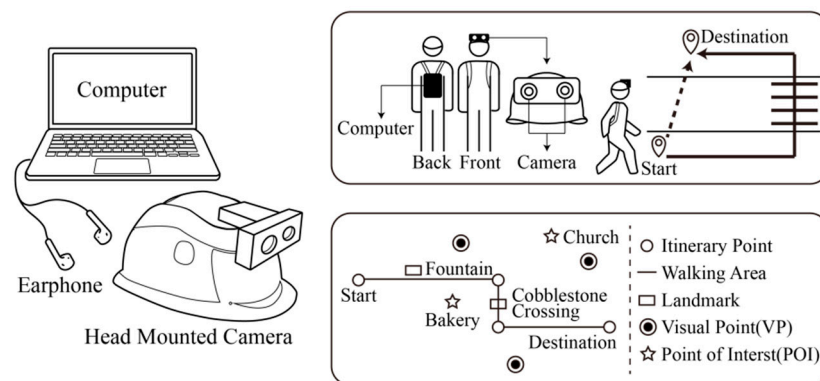 Computer
Earphone
Head Mounted Camera
Computer
Back
Front
Camera
Start
Destination
Start
Fountain
Bakery
Church
Cobblestone
Crossing
Destination
Itinerary Point
Walking Area
Landmark
Visual Point(VP)
Point of Interst(POI)